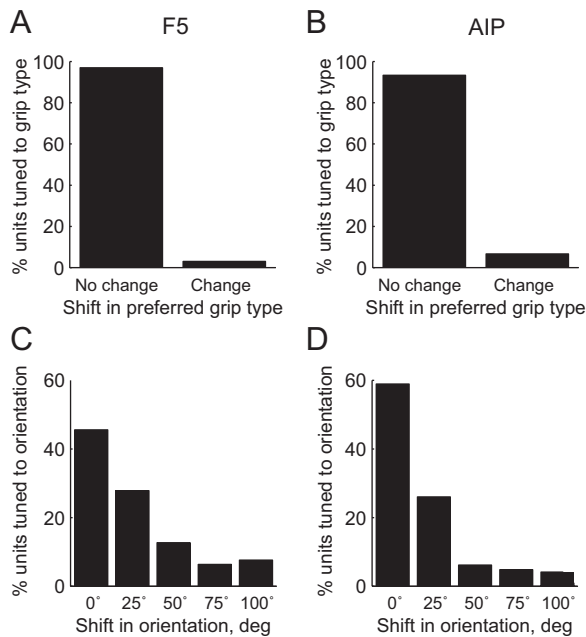 A F5
B AIP
% units tuned to grip type
100
80
60
40
20
0
No change Change
Shift in preferred grip type
% units tuned to grip type
100
80
60
40
20
0
No change Change
Shift in preferred grip type
C
% units tuned to orientation
60
40
20
0
0° 25° 50° 75° 100°
Shift in orientation, deg
D
% units tuned to orientation
60
40
20
0
0° 25° 50° 75° 100°
Shift in orientation, deg